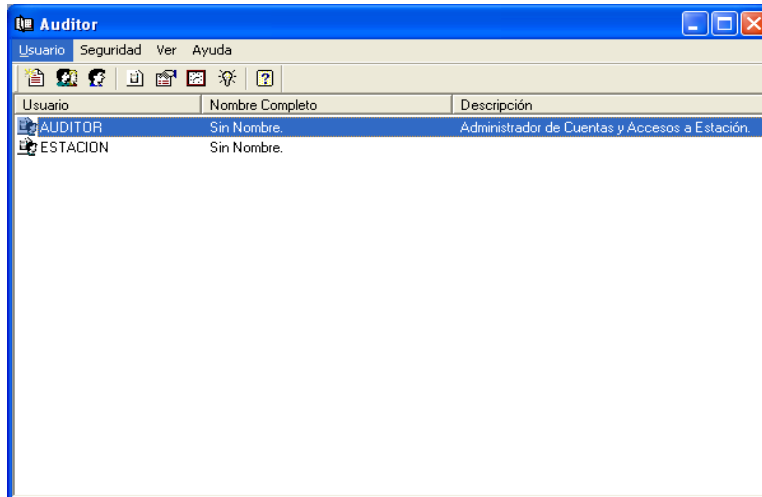 Auditor
Usuario Seguridad Ver Ayuda
Usuario Nombre Completo Descripción
AUDITOR Sin Nombre. Administrador de Cuentas y Accesos a Estación.
ESTACION Sin Nombre.